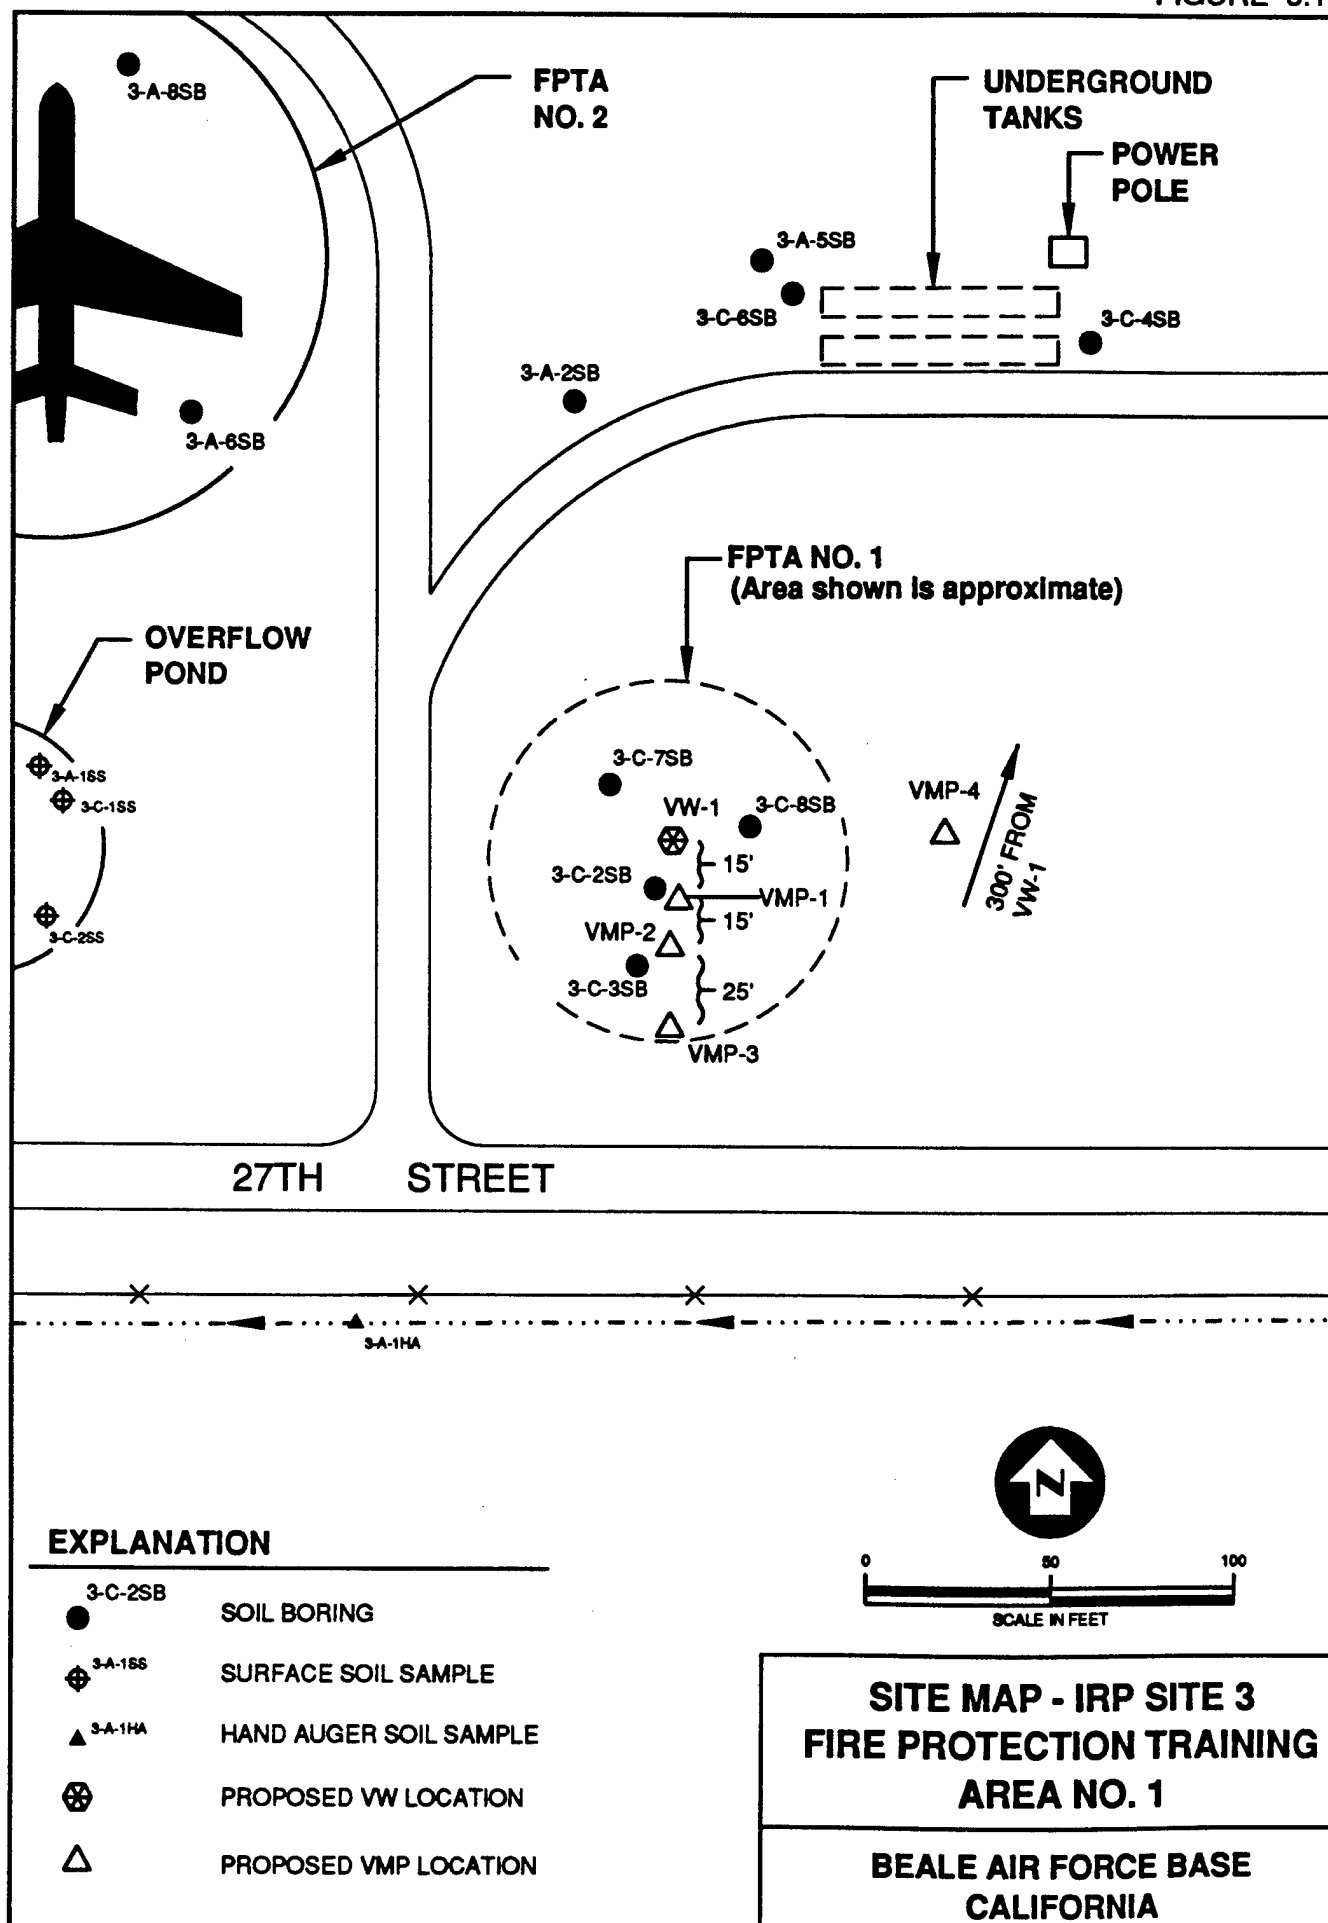 3-A-8SB
FPTA
NO. 2
UNDERGROUND
TANKS
POWER
POLE
3-A-5SB
3-C-6SB
3-C-4SB
3-A-2SB
3-A-6SB
FPTA NO. 1
(Area shown is approximate)
OVERFLOW
POND
3-A-1SS
3-C-1SS
3-C-2SS
3-C-7SB
VW-1
3-C-8SB
15'
3-C-2SB
VMP-1
15'
VMP-2
3-C-3SB
25'
VMP-3
VMP-4
300' FROM
VW-1
27TH STREET
3-A-1HA
N
0 50 100
SCALE IN FEET
EXPLANATION
3-C-2SB
SOIL BORING
3-A-1SS
SURFACE SOIL SAMPLE
3-A-1HA
HAND AUGER SOIL SAMPLE
PROPOSED VW LOCATION
PROPOSED VMP LOCATION
SITE MAP - IRP SITE 3
FIRE PROTECTION TRAINING
AREA NO. 1
BEALE AIR FORCE BASE
CALIFORNIA